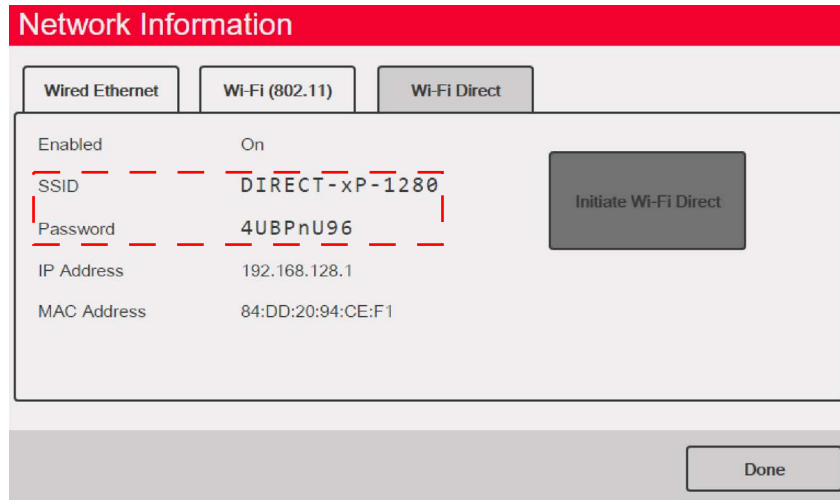 Network Information
Wired Ethernet
Wi-Fi (802.11)
Wi-Fi Direct
Enabled On
SSID DIRECT-xP-1280
Password 4UBPnU96
IP Address 192.168.128.1
MAC Address 84:DD:20:94:CE:F1
Initiate Wi-Fi Direct
Done